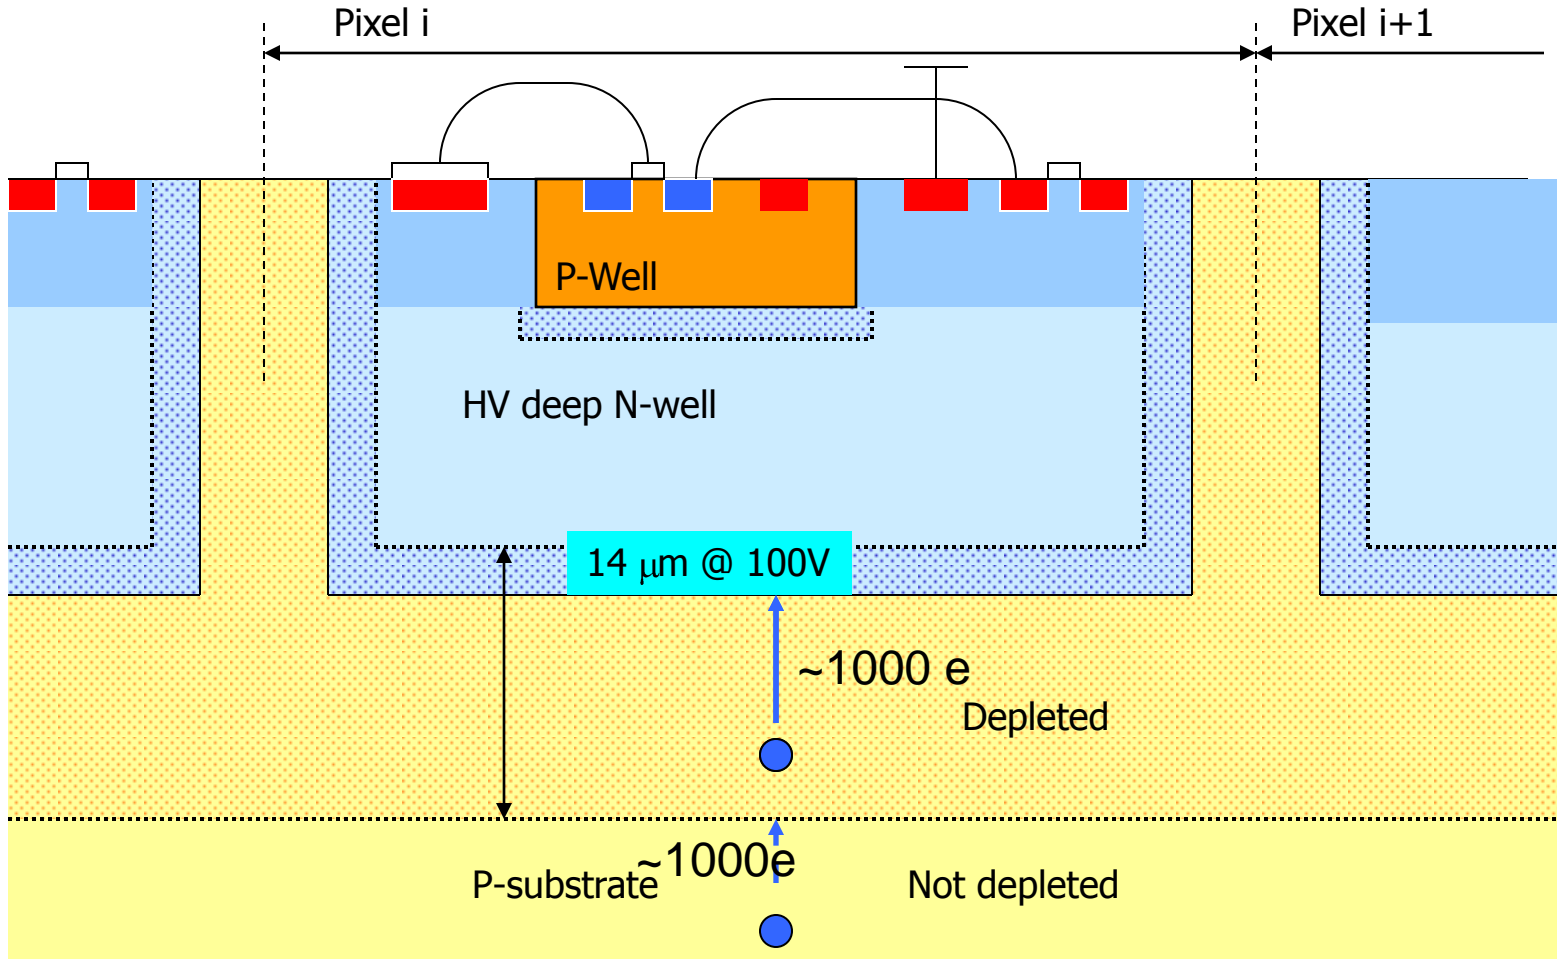 Pixel i
Pixel i+1
P-Well
HV deep N-well
14 μm @ 100V
~1000 e
Depleted
~1000e
P-substrate
Not depleted